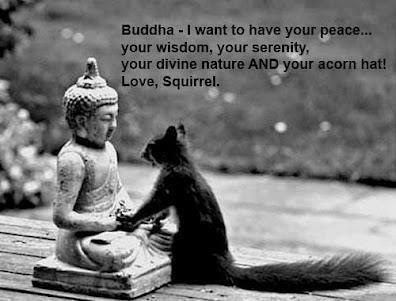 Buddha - I want to have your peace...
your wisdom, your serenity,
your divine nature AND your acorn hat!
Love, Squirrel.